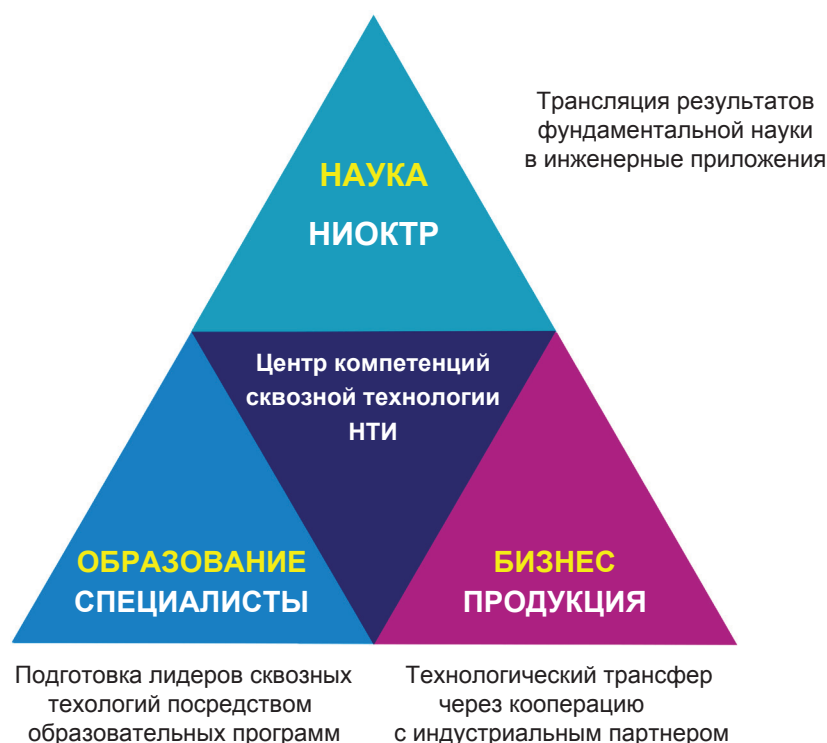 Трансляция результатов
фундаментальной науки
в инженерные приложения
НАУКА
НИОКТР
Центр компетенций
сквозной технологии
НТИ
ОБРАЗОВАНИЕ
СПЕЦИАЛИСТЫ
БИЗНЕС
ПРОДУКЦИЯ
Подготовка лидеров сквозных
техологий посредством
образовательных программ
Технологический трансфер
через кооперацию
с индустриальным партнером